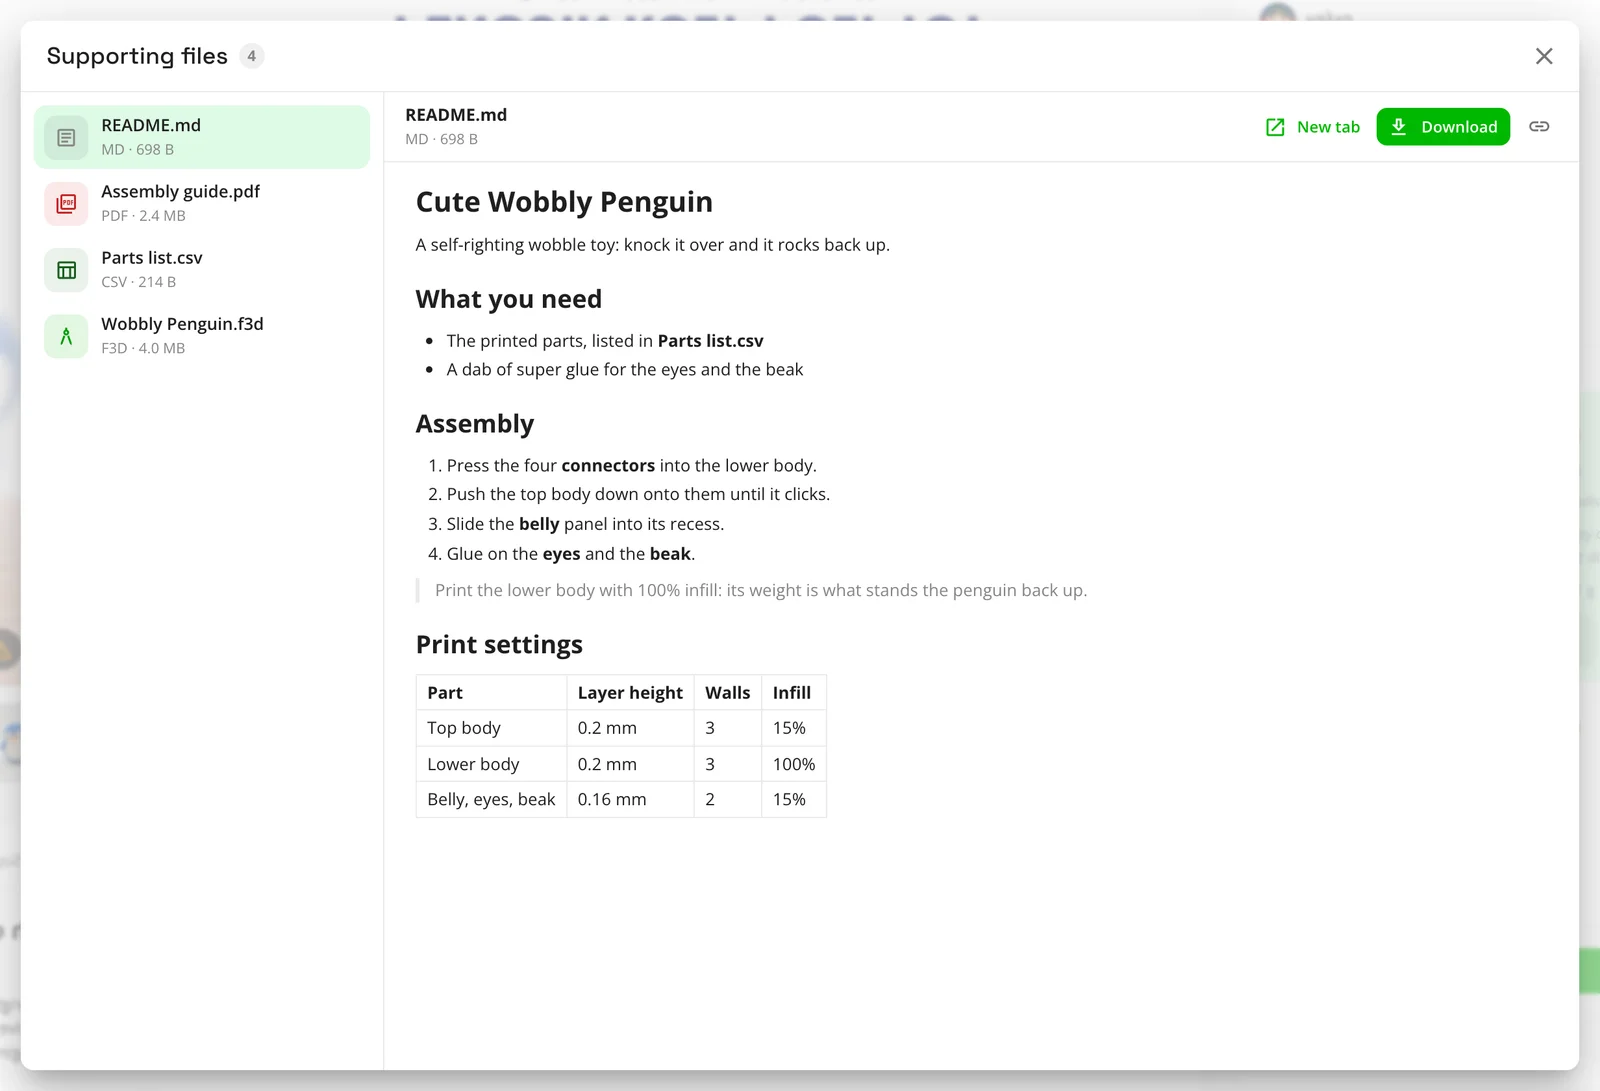 Supporting files 4
README.md
MD · 698 B
Assembly guide.pdf
PDF · 2.4 MB
Parts list.csv
CSV · 214 B
Wobbly Penguin.f3d
F3D · 4.0 MB
README.md
MD · 698 B
New tab
Download
Cute Wobbly Penguin
A self-righting wobble toy: knock it over and it rocks back up.
What you need
• The printed parts, listed in Parts list.csv
• A dab of super glue for the eyes and the beak
Assembly
1. Press the four connectors into the lower body.
2. Push the top body down onto them until it clicks.
3. Slide the belly panel into its recess.
4. Glue on the eyes and the beak.
Print the lower body with 100% infill: its weight is what stands the penguin back up.
Print settings
Part Layer height Walls Infill
Top body 0.2 mm 3 15%
Lower body 0.2 mm 3 100%
Belly, eyes, beak 0.16 mm 2 15%